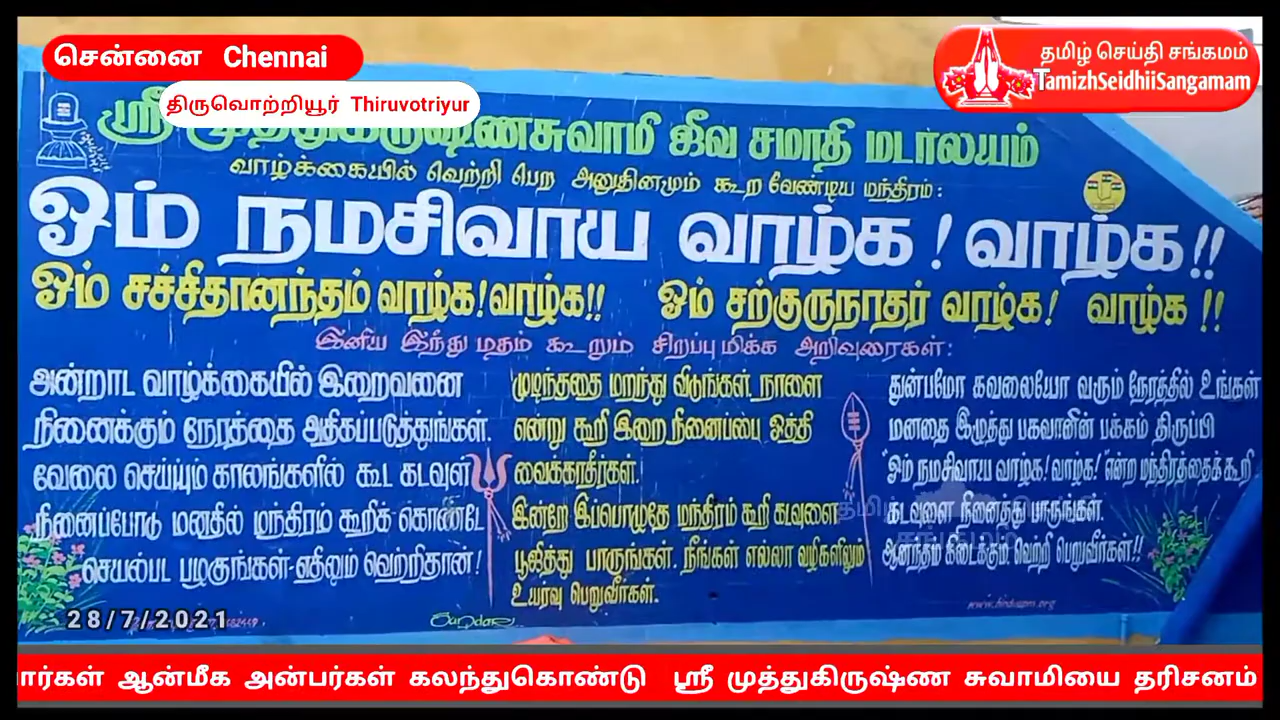 சென்னை Chennai
திருவொற்றியூர் Thiruvotriyur
தமிழ் செய்தி சங்கமம்
TamizhSeidhiiSangamam
ஸ்ரீ முத்துகிருஷ்ணசுவாமி ஜீவ சமாதி மடாலயம்
வாழ்க்கையில் வெற்றி பெற அனுதினமும் கூற வேண்டிய மந்திரம் :
ஓம் நமசிவாய வாழ்க ! வாழ்க !!
ஓம் சச்சிதானந்தம் வாழ்க ! வாழ்க !! ஓம் சற்குருநாதர் வாழ்க ! வாழ்க !!
இனிய இந்து மதம் கூறும் சிறப்பு மிக்க அறிவுரைகள் :
அன்றாட வாழ்க்கையில் இறைவனை
நினைக்கும் நேரத்தை அதிகப்படுத்துங்கள்.
வேலை செய்யும் காலங்களில் கூட கடவுள்
நினைப்போடு மனதில் மந்திரம் கூறிக் கொண்டே
செயல்பட பழகுங்கள்-எதிலும் வெற்றிதான் !
முடிந்ததை மறந்து விடுங்கள். நாளை
என்று கூறி இறை நினைப்பை ஒத்தி
வைக்காதீர்கள்.
இன்றே இப்பொழுதே மந்திரம் கூறி கடவுளை
பூஜித்து பாருங்கள். நீங்கள் எல்லா வழிகளிலும்
உயர்வு பெறுவீர்கள்.
துன்பமோ கவலையோ வரும் நேரத்தில் உங்கள்
மனதை இழுத்து பகவானின் பக்கம் திருப்பி
"ஓம் நமசிவாய வாழ்க ! வாழ்க !" என்ற மந்திரத்தைக் கூறி
கடவுளை நினைத்து பாருங்கள்.
ஆனந்தம் கிடைக்கும். வெற்றி பெறுவீர்கள் !!
28/7/2021
ார்கள் ஆன்மீக அன்பர்கள் கலந்துகொண்டு ஸ்ரீ முத்துகிருஷ்ண சுவாமியை தரிசனம்